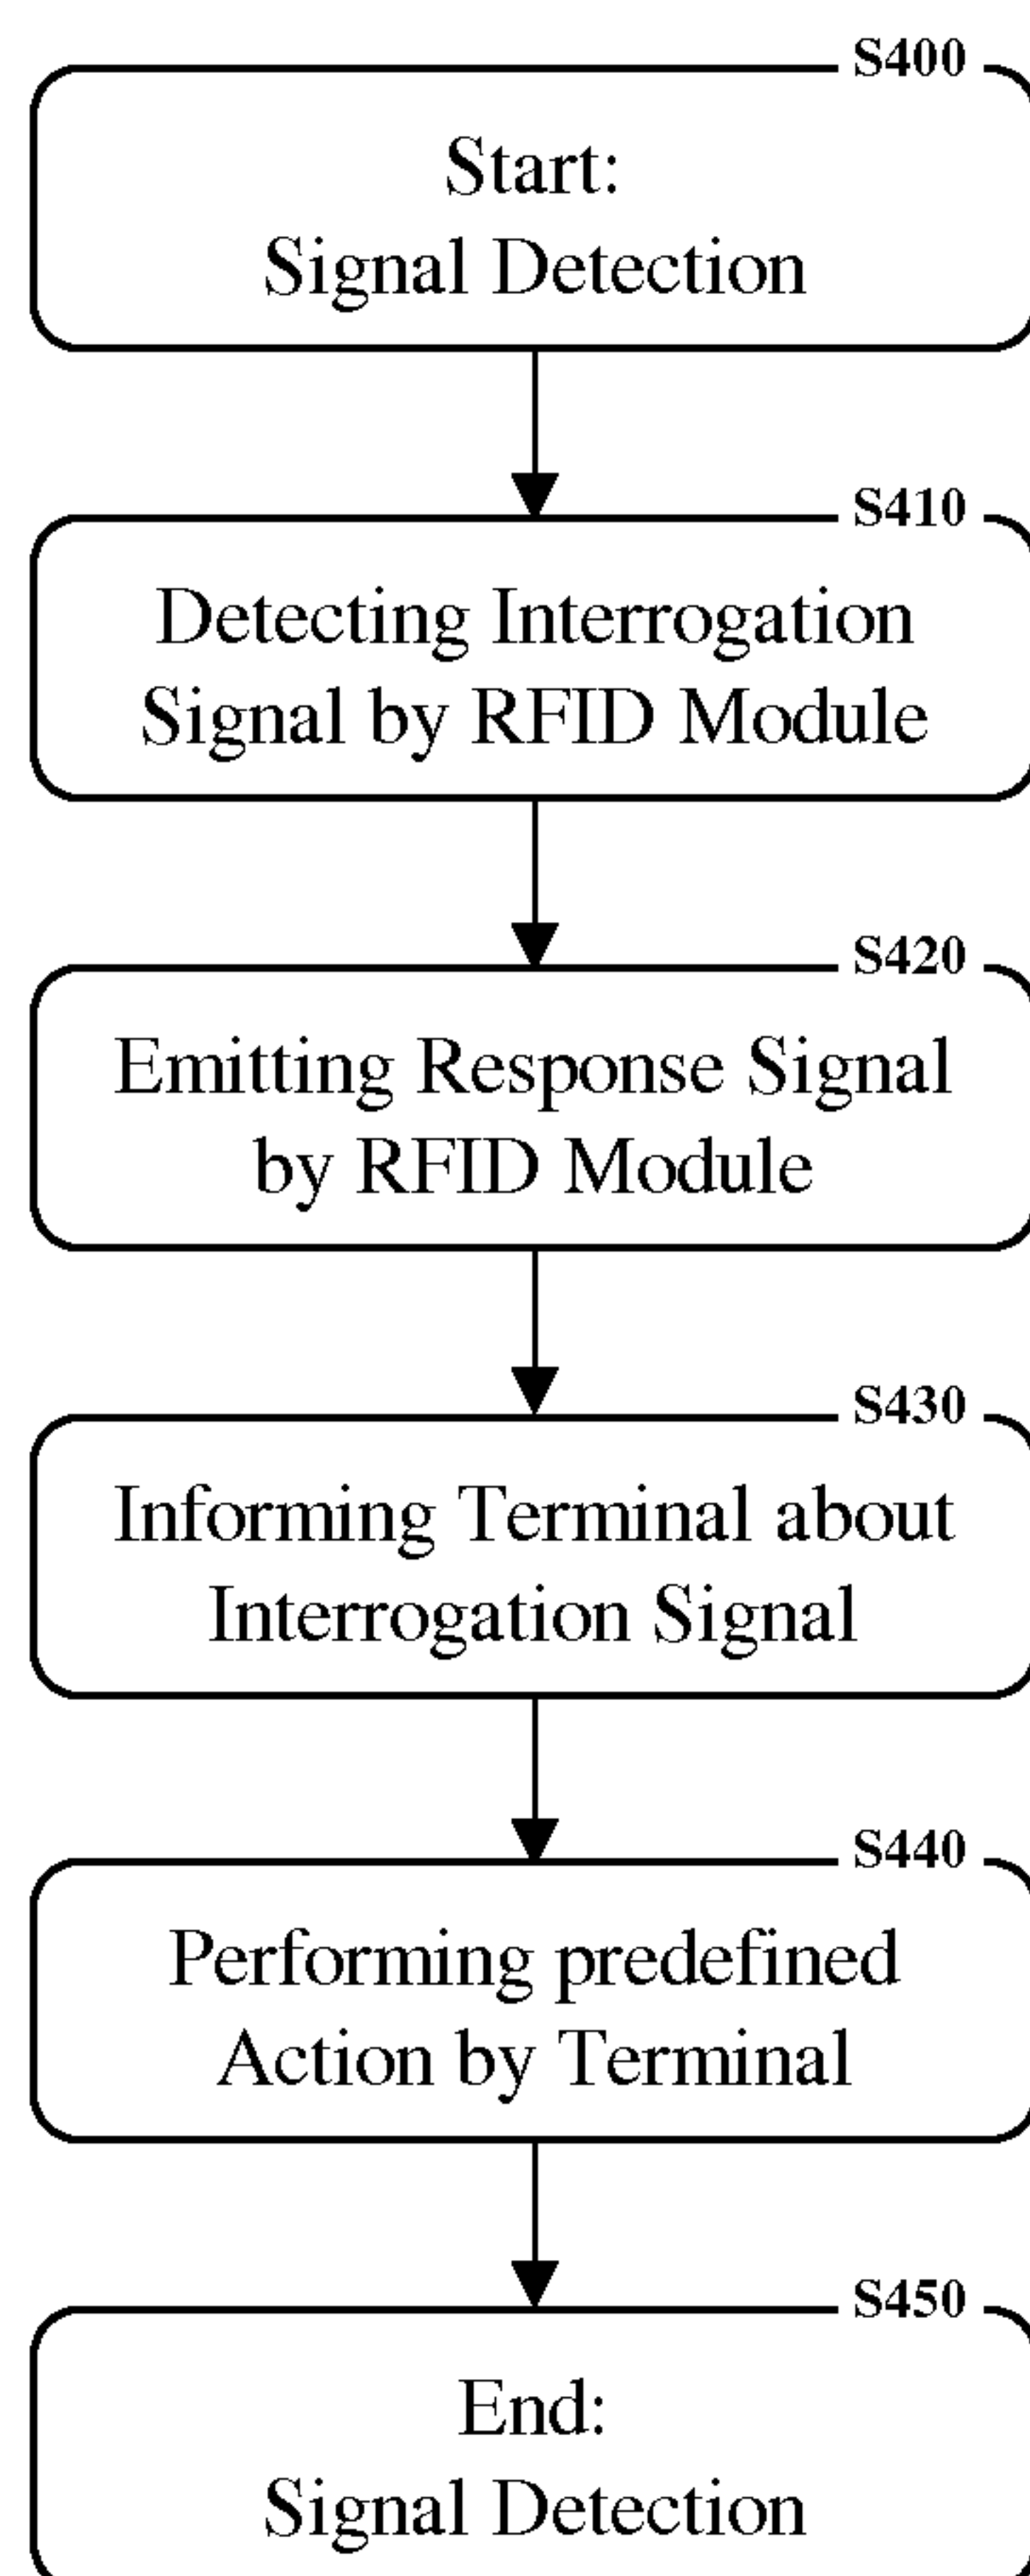 S400
Start:
Signal Detection
S410
Detecting Interrogation
Signal by RFID Module
S420
Emitting Response Signal
by RFID Module
S430
Informing Terminal about
Interrogation Signal
S440
Performing predefined
Action by Terminal
S450
End:
Signal Detection